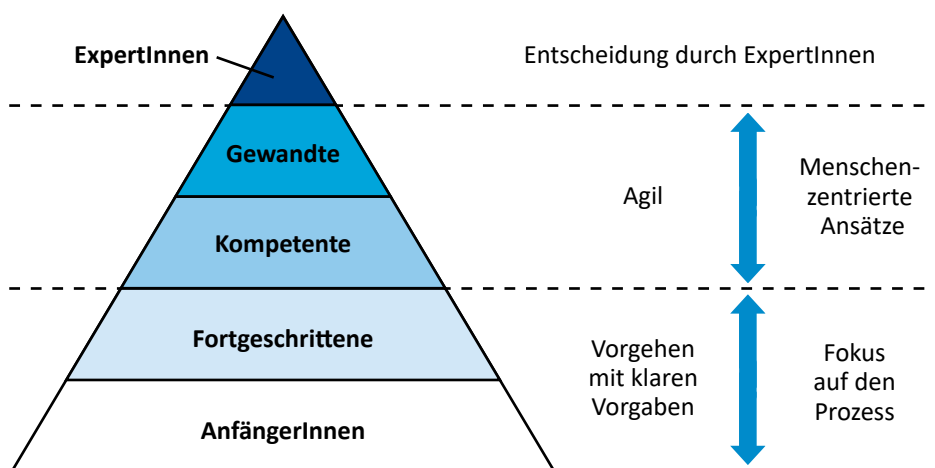 ExpertInnen
Entscheidung durch ExpertInnen
Gewandte
Agil
Menschen-
zentrierte
Ansätze
Kompetente
Fortgeschrittene
Vorgehen
mit klaren
Vorgaben
Fokus
auf den
Prozess
AnfängerInnen